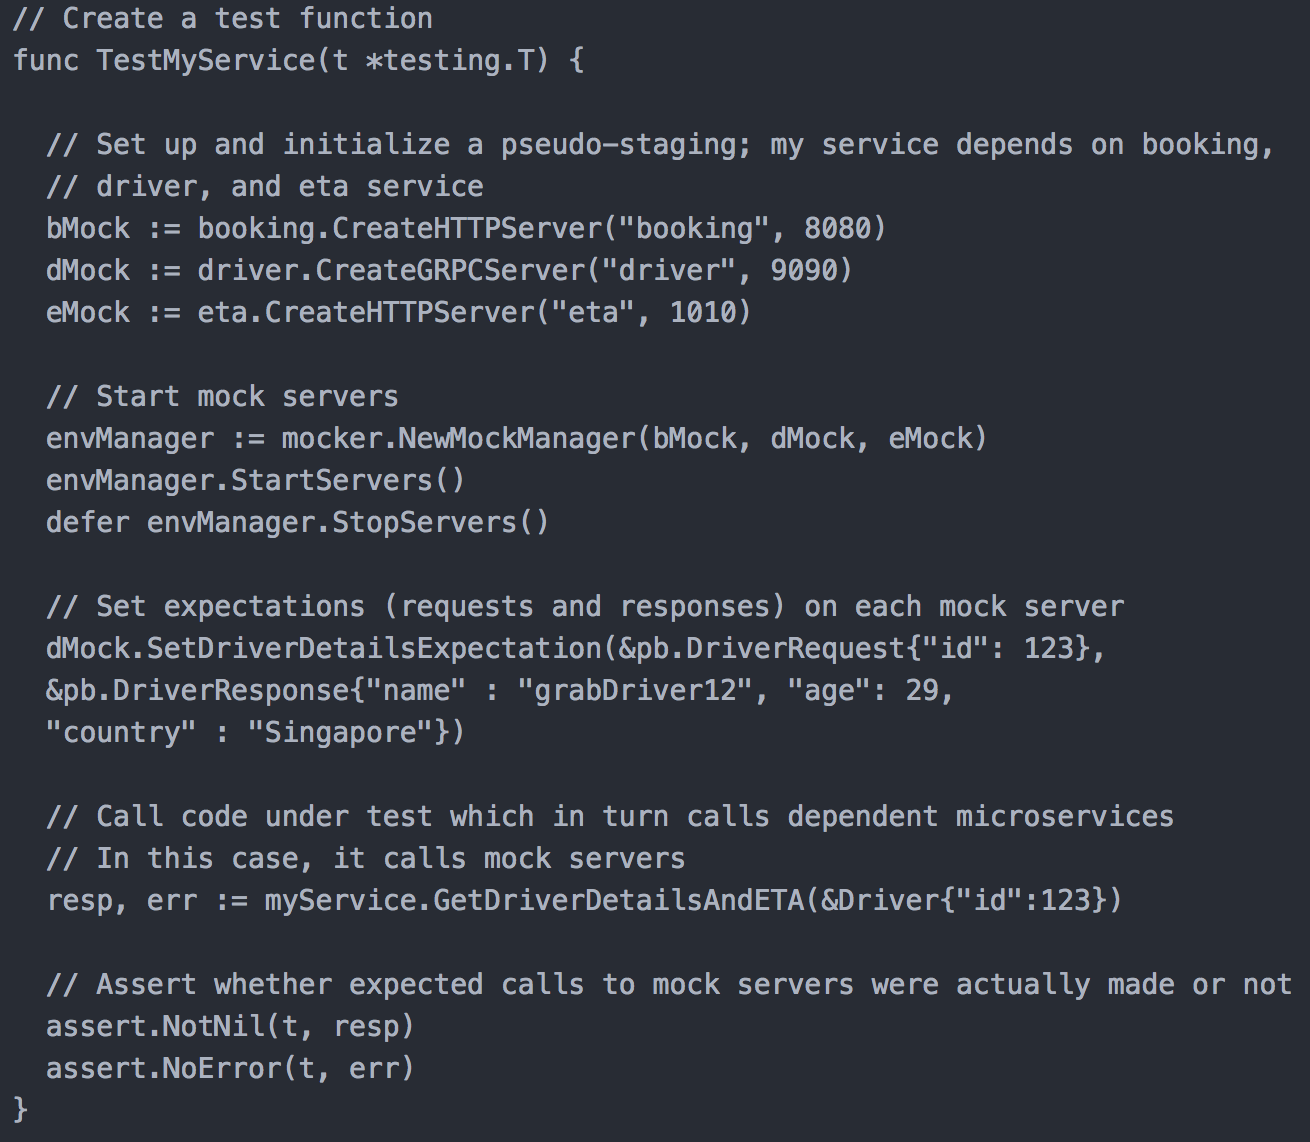 // Create a test function
func TestMyService(t *testing.T) {
// Set up and initialize a pseudo-staging; my service depends on booking,
// driver, and eta service
bMock := booking.CreateHTTPServer("booking", 8080)
dMock := driver.CreateGRPCServer("driver", 9090)
eMock := eta.CreateHTTPServer("eta", 1010)
// Start mock servers
envManager := mocker.NewMockManager(bMock, dMock, eMock)
envManager.StartServers()
defer envManager.StopServers()
// Set expectations (requests and responses) on each mock server
dMock.SetDriverDetailsExpectation(&pb.DriverRequest{"id": 123},
&pb.DriverResponse{"name" : "grabDriver12", "age": 29,
"country" : "Singapore"})
// Call code under test which in turn calls dependent microservices
// In this case, it calls mock servers
resp, err := myService.GetDriverDetailsAndETA(&Driver{"id":123})
// Assert whether expected calls to mock servers were actually made or not
assert.NotNil(t, resp)
assert.NoError(t, err)
}